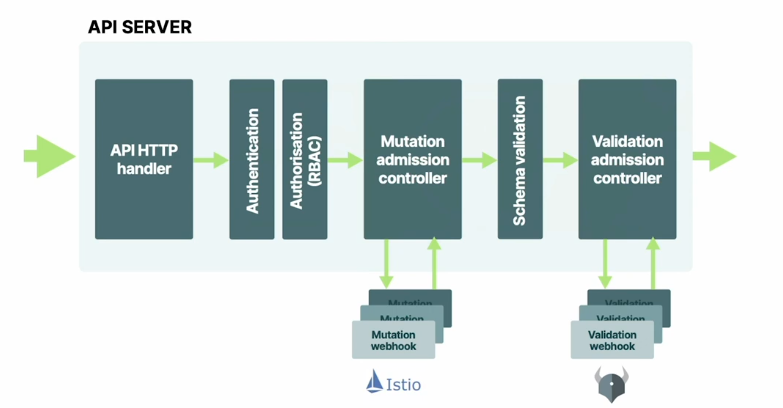 API SERVER
API HTTP
handler
Authentication
Authorisation
(RBAC)
Mutation
admission
controller
Schema validation
Validation
admission
controller
Mutation
Mutation
Mutation
webhook
Validation
Validation
Validation
webhook
Istio